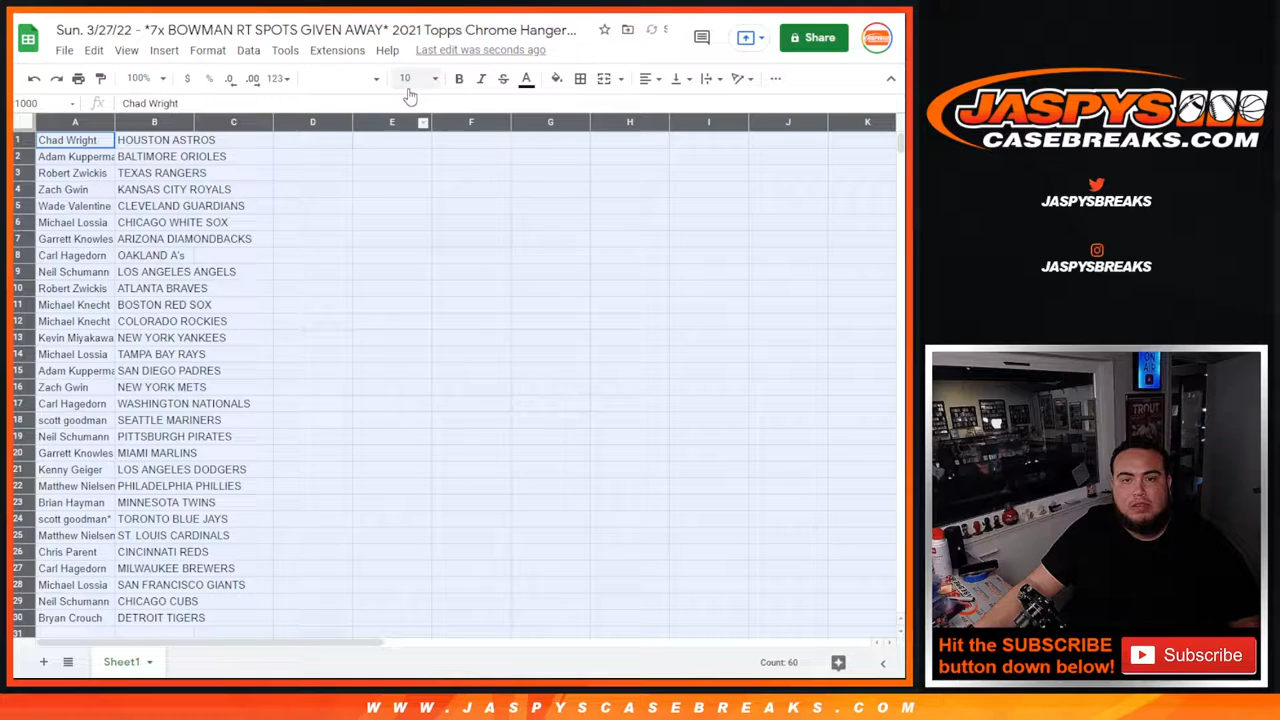 Sun. 3/27/22 - *7x BOWMAN RT SPOTS GIVEN AWAY* 2021 Topps Chrome Hanger...
File Edit View Insert Format Data Tools Extensions Help Last edit was seconds ago
Share
100% $ % .0 .00 123 10 B I S A
1000 fx Chad Wright
A B C D E F G H I J K
1 Chad Wright HOUSTON ASTROS
2 Adam Kupperma BALTIMORE ORIOLES
3 Robert Zwickis TEXAS RANGERS
4 Zach Gwin KANSAS CITY ROYALS
5 Wade Valentine CLEVELAND GUARDIANS
6 Michael Lossia CHICAGO WHITE SOX
7 Garrett Knowles ARIZONA DIAMONDBACKS
8 Carl Hagedorn OAKLAND A's
9 Neil Schumann LOS ANGELES ANGELS
10 Robert Zwickis ATLANTA BRAVES
11 Michael Knecht BOSTON RED SOX
12 Michael Knecht COLORADO ROCKIES
13 Kevin Miyakawa NEW YORK YANKEES
14 Michael Lossia TAMPA BAY RAYS
15 Adam Kupperma SAN DIEGO PADRES
16 Zach Gwin NEW YORK METS
17 Carl Hagedorn WASHINGTON NATIONALS
18 scott goodman SEATTLE MARINERS
19 Neil Schumann PITTSBURGH PIRATES
20 Garrett Knowles MIAMI MARLINS
21 Kenny Geiger LOS ANGELES DODGERS
22 Matthew Nielsen PHILADELPHIA PHILLIES
23 Brian Hayman MINNESOTA TWINS
24 scott goodman* TORONTO BLUE JAYS
25 Matthew Nielsen ST. LOUIS CARDINALS
26 Chris Parent CINCINNATI REDS
27 Carl Hagedorn MILWAUKEE BREWERS
28 Michael Lossia SAN FRANCISCO GIANTS
29 Neil Schumann CHICAGO CUBS
30 Bryan Crouch DETROIT TIGERS
31
Sheet1
Count: 60
JASPYS
CASEBREAKS.COM
JASPYSBREAKS
JASPYSBREAKS
ON AIR
TROUT
Hit the SUBSCRIBE
button down below!
Subscribe
WWW.JASPYSCASEBREAKS.COM